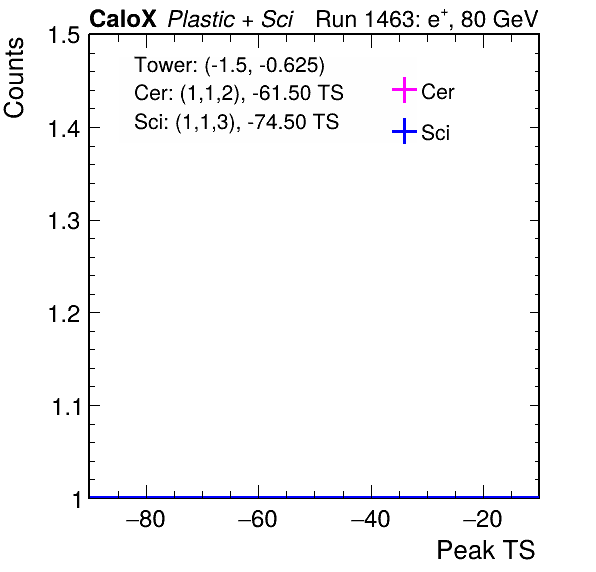 CaloX Plastic + Sci Run 1463: e+, 80 GeV
Counts
1.5
1.4
1.3
1.2
1.1
1
Tower: (-1.5, -0.625)
Cer: (1,1,2), -61.50 TS
Sci: (1,1,3), -74.50 TS
Cer
Sci
−80 −60 −40 −20
Peak TS